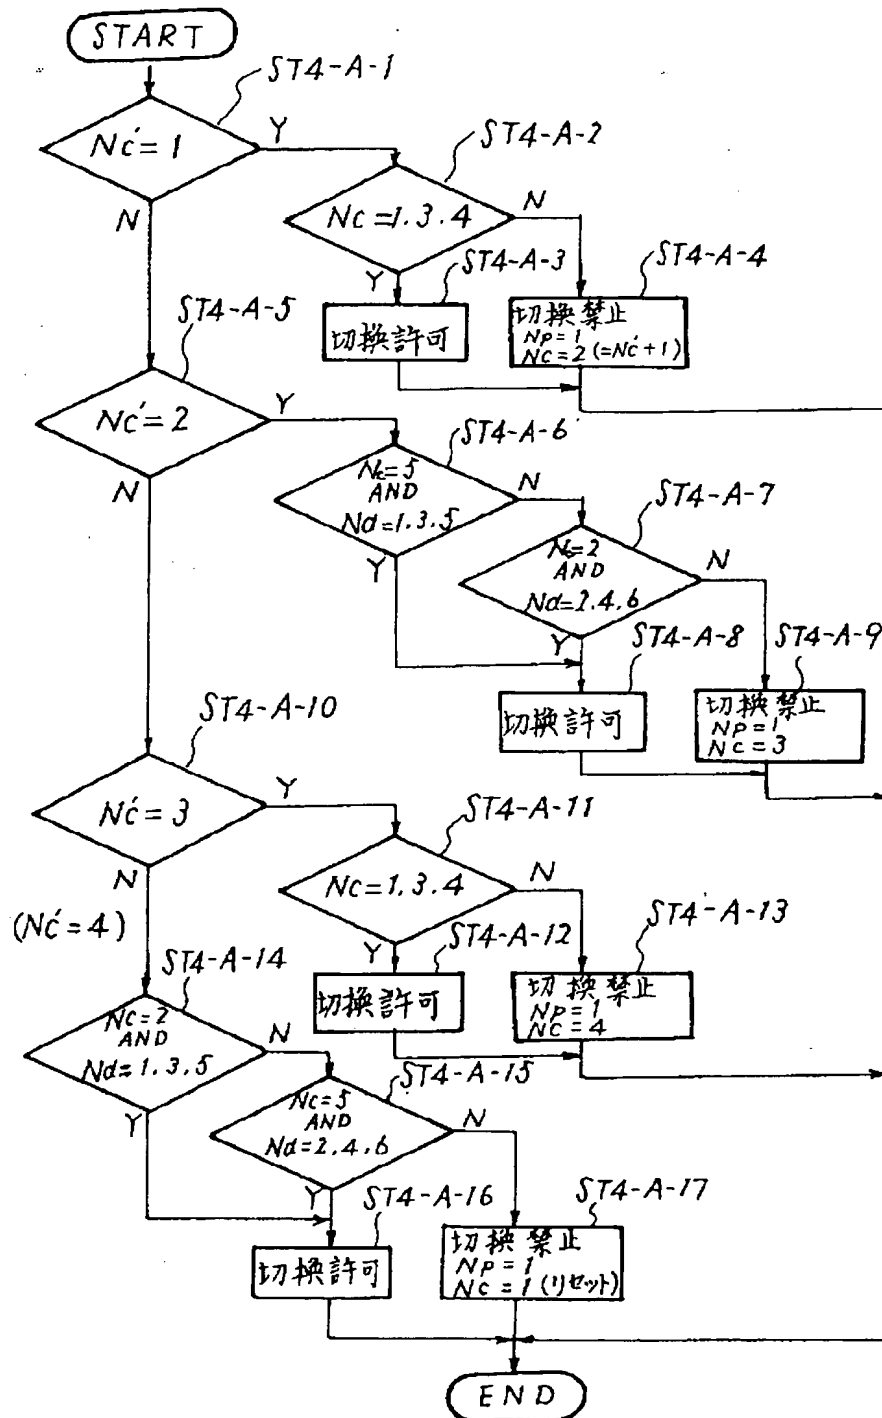 START
ST4-A-1
Nc'=1
Y
N
ST4-A-2
Nc=1.3.4
N
Y
ST4-A-3
切換許可
ST4-A-4
切換禁止
NP=1
NC=2(=Nc'+1)
ST4-A-5
Nc'=2
Y
N
ST4-A-6
Nc=5
AND
Nd=1.3.5
N
Y
ST4-A-7
Nc=2
AND
Nd=2.4.6
N
Y
ST4-A-8
切換許可
ST4-A-9
切換禁止
NP=1
NC=3
ST4-A-10
Nc'=3
Y
N
(Nc'=4)
ST4-A-11
Nc=1.3.4
N
Y
ST4-A-12
切換許可
ST4-A-13
切換禁止
NP=1
NC=4
ST4-A-14
Nc=2
AND
Nd=1.3.5
N
Y
ST4-A-15
Nc=5
AND
Nd=2.4.6
N
Y
ST4-A-16
切換許可
ST4-A-17
切換禁止
NP=1
NC=1(リセット)
END